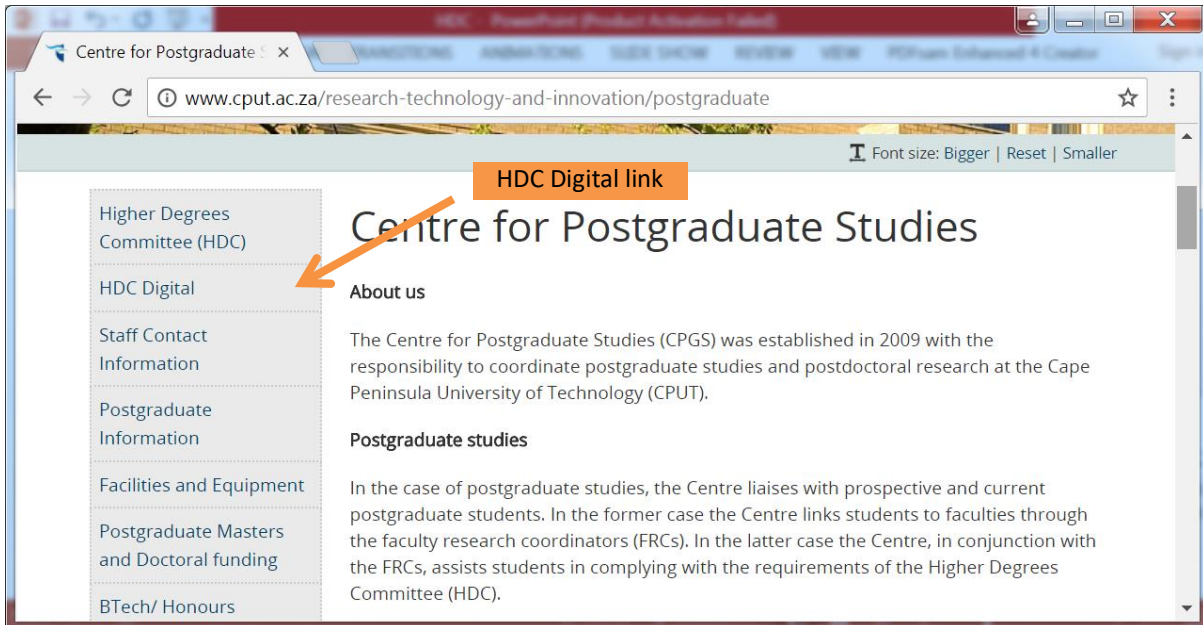 HDC - PowerPoint (Product Activation Failed)
Centre for Postgraduate S
TRANSITIONS ANIMATIONS SLIDE SHOW REVIEW VIEW PDFsam Enhanced 4 Creator Sign
www.cput.ac.za/research-technology-and-innovation/postgraduate
T Font size: Bigger | Reset | Smaller
HDC Digital link
Higher Degrees
Committee (HDC)
HDC Digital
Staff Contact
Information
Postgraduate
Information
Facilities and Equipment
Postgraduate Masters
and Doctoral funding
BTech/ Honours
Centre for Postgraduate Studies
About us
The Centre for Postgraduate Studies (CPGS) was established in 2009 with the
responsibility to coordinate postgraduate studies and postdoctoral research at the Cape
Peninsula University of Technology (CPUT).
Postgraduate studies
In the case of postgraduate studies, the Centre liaises with prospective and current
postgraduate students. In the former case the Centre links students to faculties through
the faculty research coordinators (FRCs). In the latter case the Centre, in conjunction with
the FRCs, assists students in complying with the requirements of the Higher Degrees
Committee (HDC).